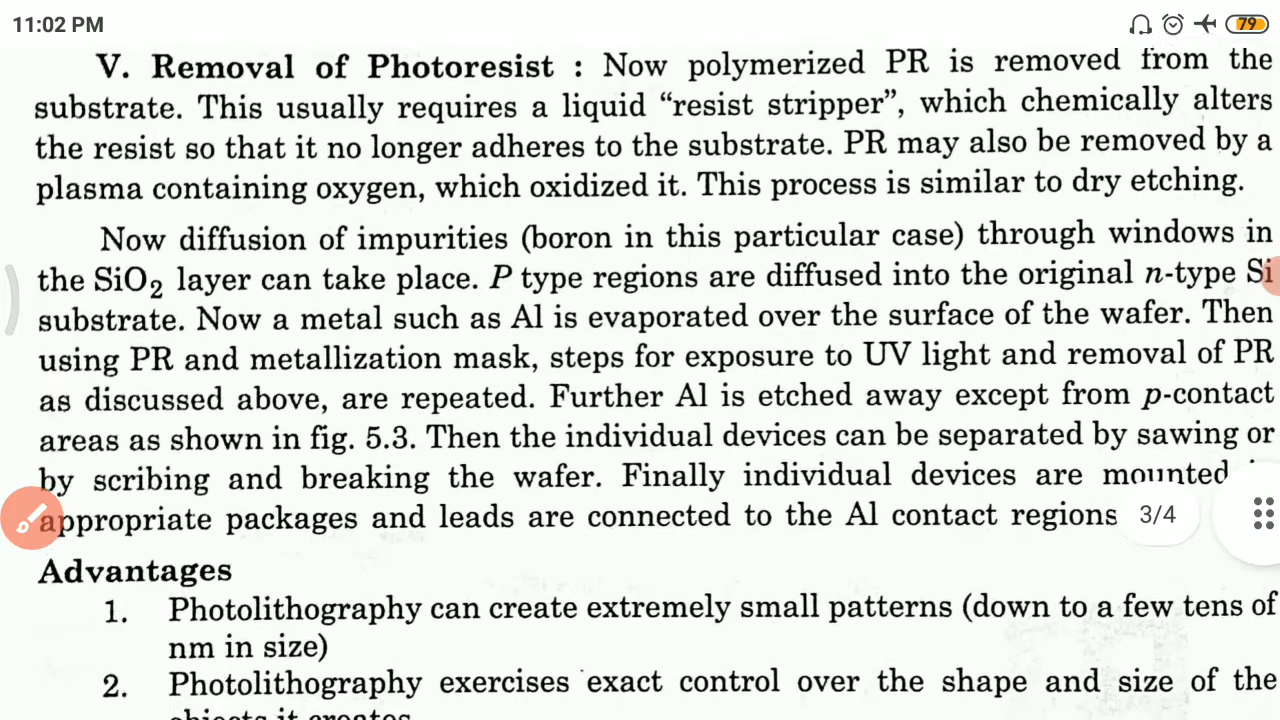 11:02 PM
79
V. Removal of Photoresist : Now polymerized PR is removed from the
substrate. This usually requires a liquid “resist stripper”, which chemically alters
the resist so that it no longer adheres to the substrate. PR may also be removed by a
plasma containing oxygen, which oxidized it. This process is similar to dry etching.
Now diffusion of impurities (boron in this particular case) through windows in
the SiO₂ layer can take place. P type regions are diffused into the original n-type Si
substrate. Now a metal such as Al is evaporated over the surface of the wafer. Then
using PR and metallization mask, steps for exposure to UV light and removal of PR
as discussed above, are repeated. Further Al is etched away except from p-contact
areas as shown in fig. 5.3. Then the individual devices can be separated by sawing or
by scribing and breaking the wafer. Finally individual devices are mounted
appropriate packages and leads are connected to the Al contact regions
3/4
Advantages
1. Photolithography can create extremely small patterns (down to a few tens of
nm in size)
2. Photolithography exercises exact control over the shape and size of the
objects it creates